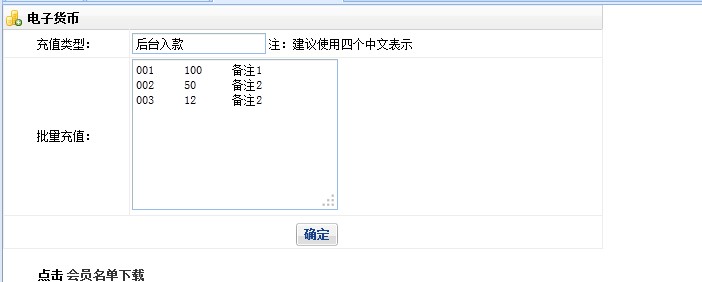 电子货币
充值类型： 后台入款 注：建议使用四个中文表示
批量充值：
001 100 备注1
002 50 备注2
003 12 备注2
确定
点击 会员名单下载